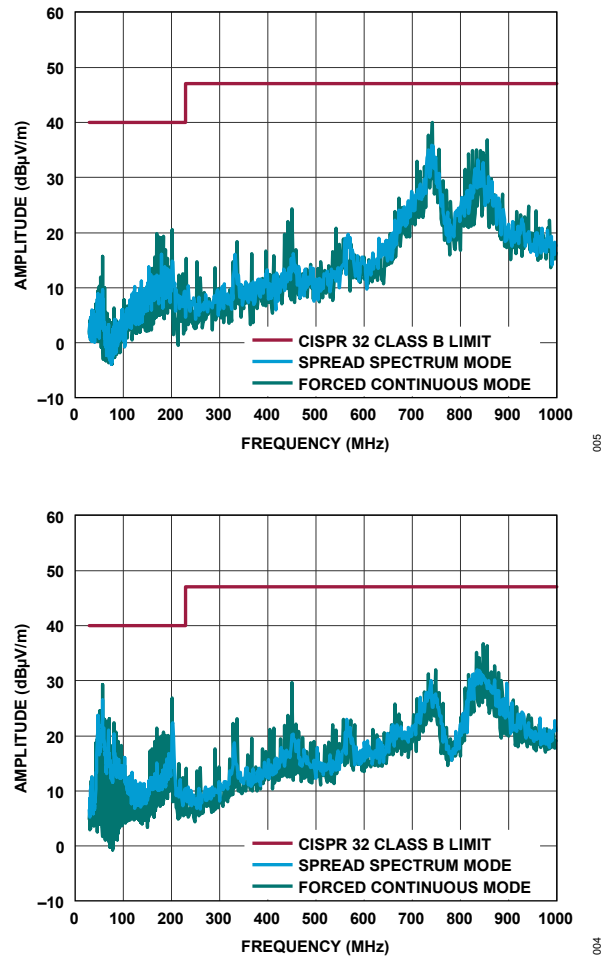 60
50
40
30
20
10
0
–10
AMPLITUDE (dBµV/m)
CISPR 32 CLASS B LIMIT
SPREAD SPECTRUM MODE
FORCED CONTINUOUS MODE
0 100 200 300 400 500 600 700 800 900 1000
FREQUENCY (MHz)
005
60
50
40
30
20
10
0
–10
AMPLITUDE (dBµV/m)
CISPR 32 CLASS B LIMIT
SPREAD SPECTRUM MODE
FORCED CONTINUOUS MODE
0 100 200 300 400 500 600 700 800 900 1000
FREQUENCY (MHz)
004